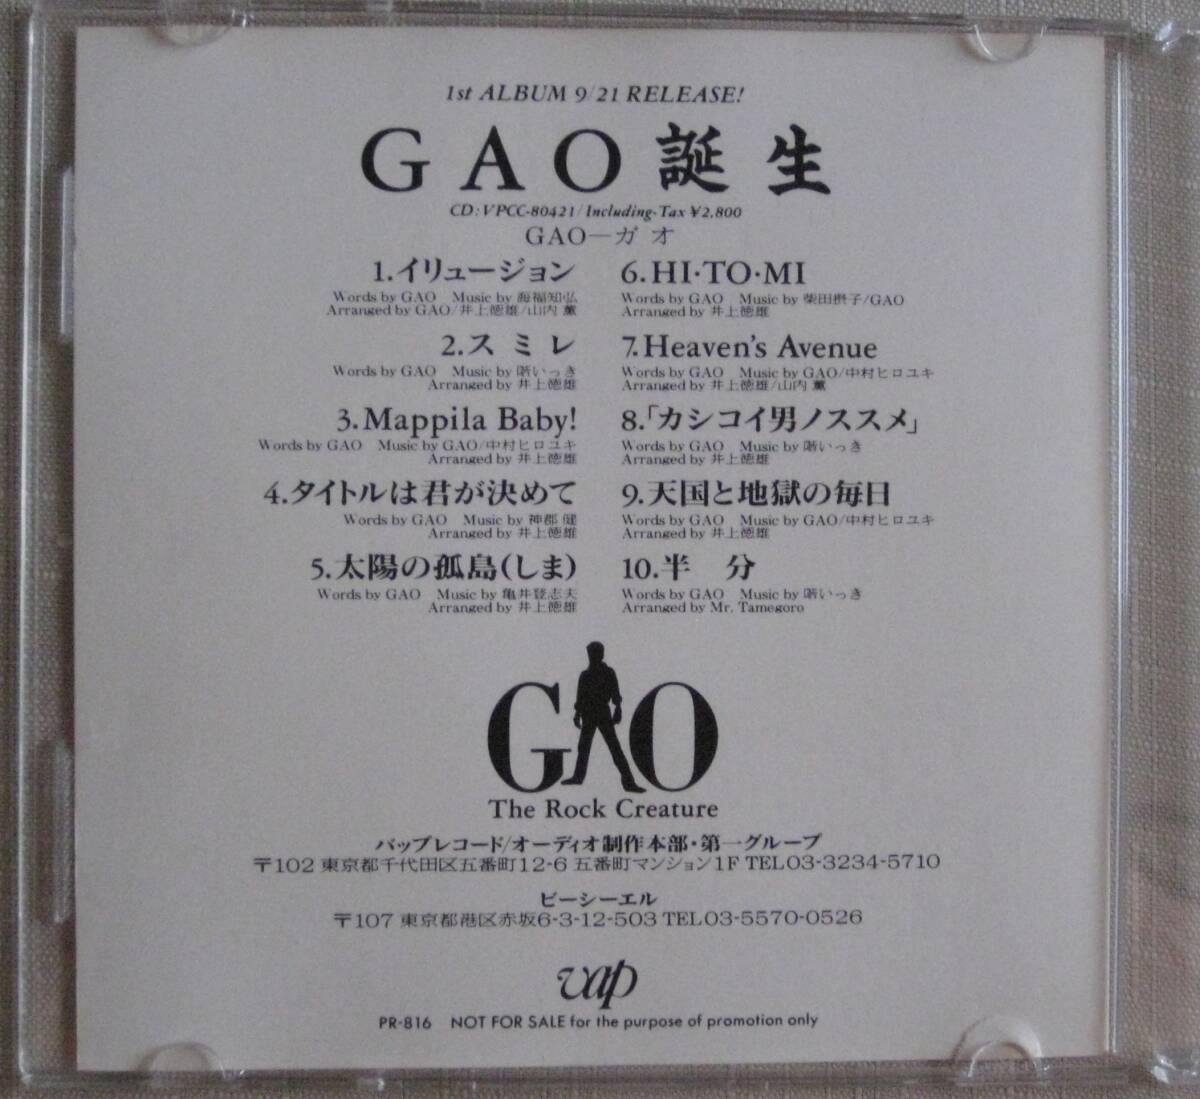 1st ALBUM 9/21 RELEASE!
GAO誕生
CD:VPCC-80421/Including-Tax ¥2,800
GAO—ガオ
1.イリュージョン
Words by GAO Music by 海福知弘
Arranged by GAO/井上徳雄/山内 薫
2.スミレ
Words by GAO Music by 喈いっき
Arranged by 井上徳雄
3.Mappila Baby!
Words by GAO Music by GAO/中村ヒロユキ
Arranged by 井上徳雄
4.タイトルは君が決めて
Words by GAO Music by 神郡 健
Arranged by 井上徳雄
5.太陽の孤島(しま)
Words by GAO Music by 亀井登志夫
Arranged by 井上徳雄
6.HI・TO・MI
Words by GAO Music by 柴田摂子/GAO
Arranged by 井上徳雄
7.Heaven's Avenue
Words by GAO Music by GAO/中村ヒロユキ
Arranged by 井上徳雄/山内 薫
8.「カシコイ男ノススメ」
Words by GAO Music by 喈いっき
Arranged by 井上徳雄
9.天国と地獄の毎日
Words by GAO Music by GAO/中村ヒロユキ
Arranged by 井上徳雄
10.半 分
Words by GAO Music by 喈いっき
Arranged by Mr. Tamegoro
GAO
The Rock Creature
バップレコード/オーディオ制作本部・第一グループ
〒102 東京都千代田区五番町12-6 五番町マンション1F TEL03-3234-5710
ビーシーエル
〒107 東京都港区赤坂6-3-12-503 TEL03-5570-0526
vap
PR-816 NOT FOR SALE for the purpose of promotion only